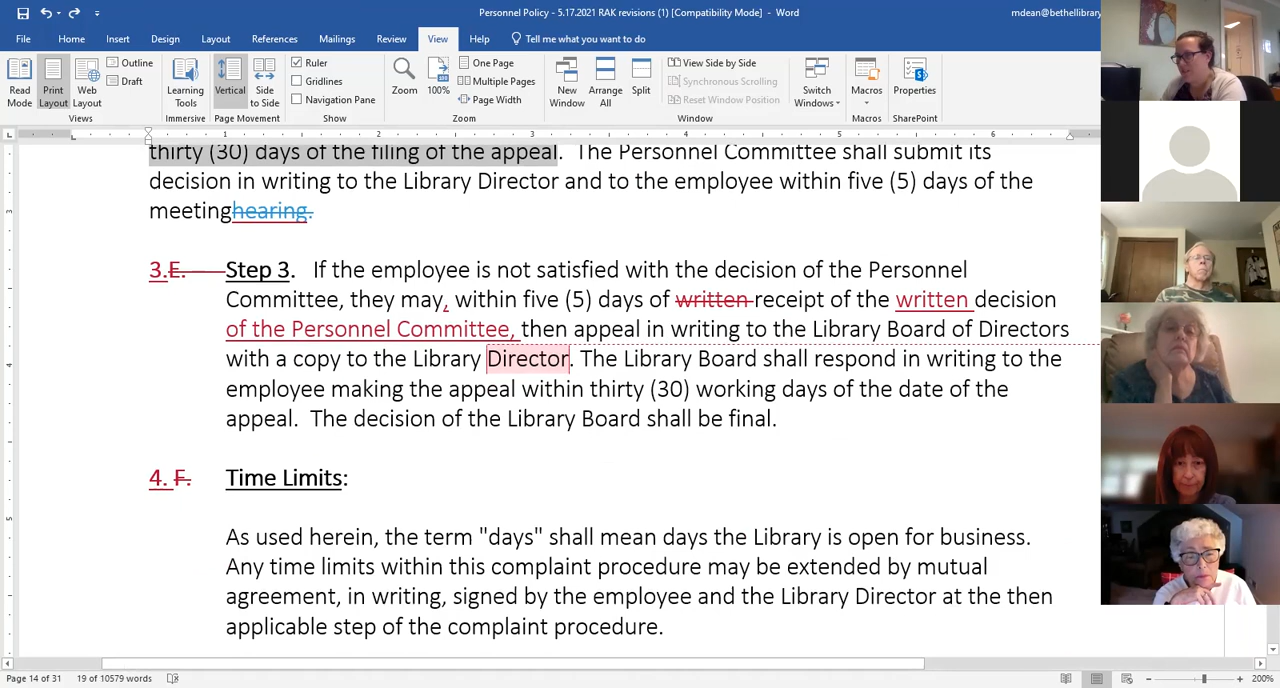 Personnel Policy - 5.17.2021 RAK revisions (1) [Compatibility Mode] - Word
mdean@bethellibrary
File Home Insert Design Layout References Mailings Review View Help Tell me what you want to do
Read Mode
Print Layout
Web Layout
Outline
Draft
Views
Learning Tools
Immersive
Vertical
Side to Side
Page Movement
Ruler
Gridlines
Navigation Pane
Show
Zoom
100%
One Page
Multiple Pages
Page Width
Zoom
New Window
Arrange All
Split
View Side by Side
Synchronous Scrolling
Reset Window Position
Window
Switch Windows
Macros
Macros
Properties
SharePoint
1 2 3 4 5 6
thirty (30) days of the filing of the appeal. The Personnel Committee shall submit its
decision in writing to the Library Director and to the employee within five (5) days of the
meetinghearing.
3.E. Step 3. If the employee is not satisfied with the decision of the Personnel
Committee, they may, within five (5) days of written receipt of the written decision
of the Personnel Committee, then appeal in writing to the Library Board of Directors
with a copy to the Library Director. The Library Board shall respond in writing to the
employee making the appeal within thirty (30) working days of the date of the
appeal. The decision of the Library Board shall be final.
4. F. Time Limits:
As used herein, the term "days" shall mean days the Library is open for business.
Any time limits within this complaint procedure may be extended by mutual
agreement, in writing, signed by the employee and the Library Director at the then
applicable step of the complaint procedure.
Page 14 of 31 19 of 10579 words
200%